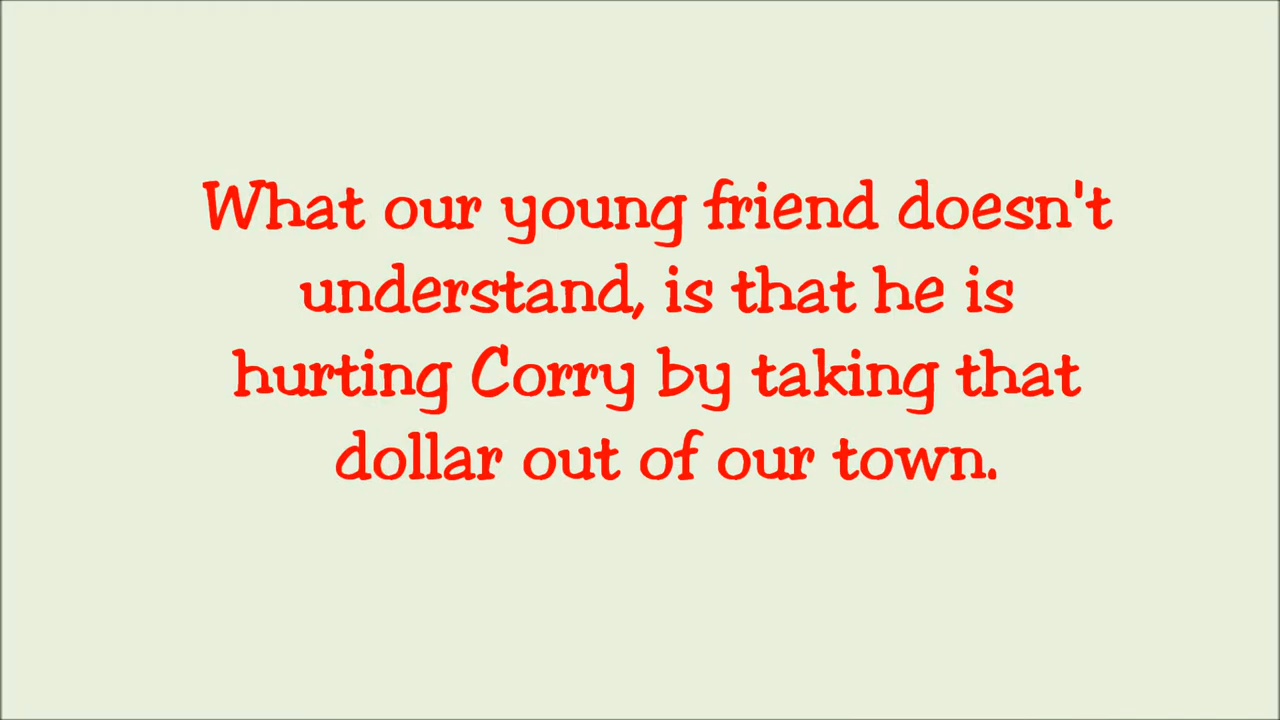 What our young friend doesn't
understand, is that he is
hurting Corry by taking that
dollar out of our town.